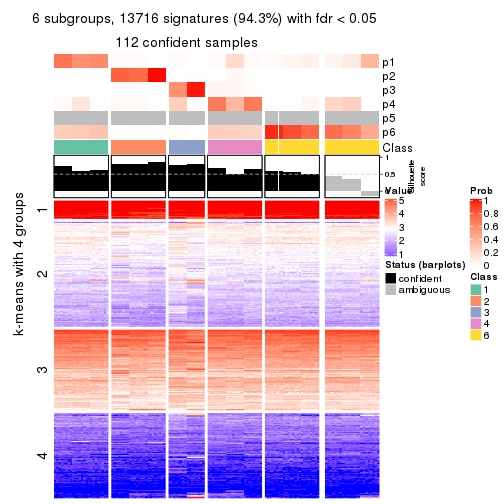 6 subgroups, 13716 signatures (94.3%) with fdr < 0.05
112 confident samples
p1
p2
p3
p4
p5
p6
Class
1
0.5
0
Silhouette
score
k-means with 4 groups
1
2
3
4
Value
5
4
3
2
1
Status (barplots)
confident
ambiguous
Prob
1
0.8
0.6
0.4
0.2
0
Class
1
2
3
4
6